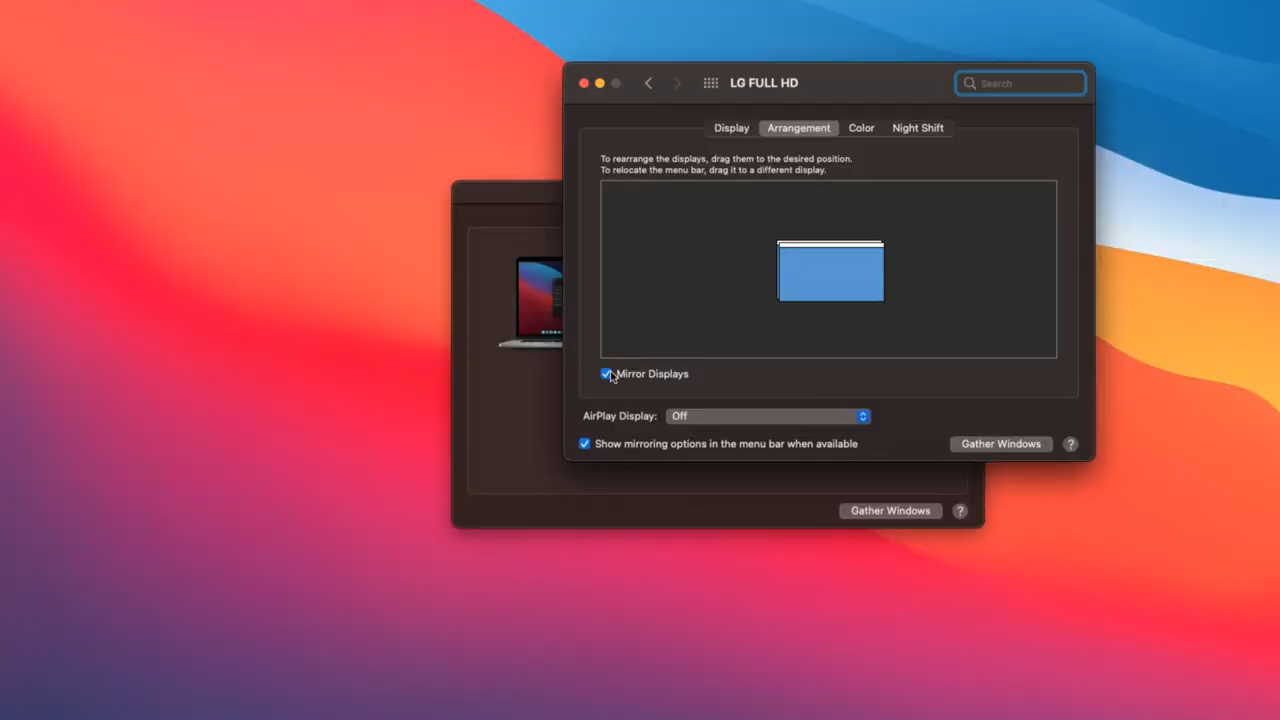 LG FULL HD
Search
Display Arrangement Color Night Shift
To rearrange the displays, drag them to the desired position.
To relocate the menu bar, drag it to a different display.
Mirror Displays
AirPlay Display: Off
Show mirroring options in the menu bar when available
Gather Windows ?
Gather Windows ?